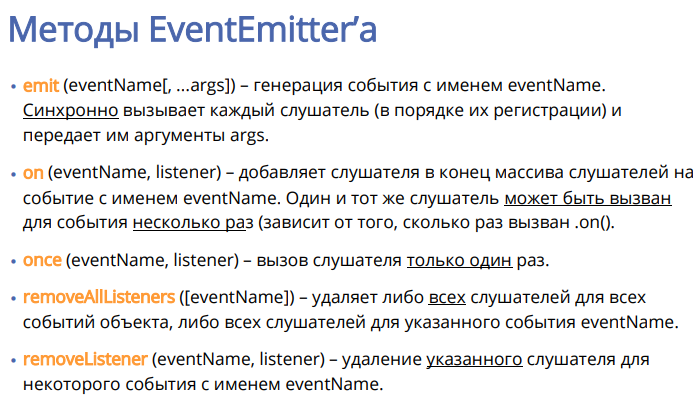 Методы EventEmitter’а
• emit (eventName[, ...args]) – генерация события с именем eventName.
Синхронно вызывает каждый слушатель (в порядке их регистрации) и
передает им аргументы args.
• on (eventName, listener) – добавляет слушателя в конец массива слушателей на
событие с именем eventName. Один и тот же слушатель может быть вызван
для события несколько раз (зависит от того, сколько раз вызван .on().
• once (eventName, listener) – вызов слушателя только один раз.
• removeAllListeners ([eventName]) – удаляет либо всех слушателей для всех
событий объекта, либо всех слушателей для указанного события eventName.
• removeListener (eventName, listener) – удаление указанного слушателя для
некоторого события с именем eventName.